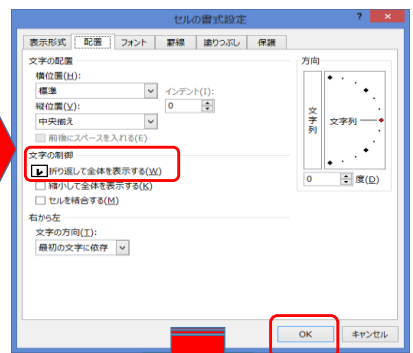 セルの書式設定
?
×
表示形式 配置 フォント 罫線 塗りつぶし 保護
文字の配置
横位置(H):
標準
インデント(I):
縦位置(V):
0
中央揃え
前後にスペースを入れる(E)
文字の制御
折り返して全体を表示する(W)
縮小して全体を表示する(K)
セルを結合する(M)
右から左
文字の方向(T):
最初の文字に依存
方向
文字列
文字列
0 度(D)
OK
キャンセル